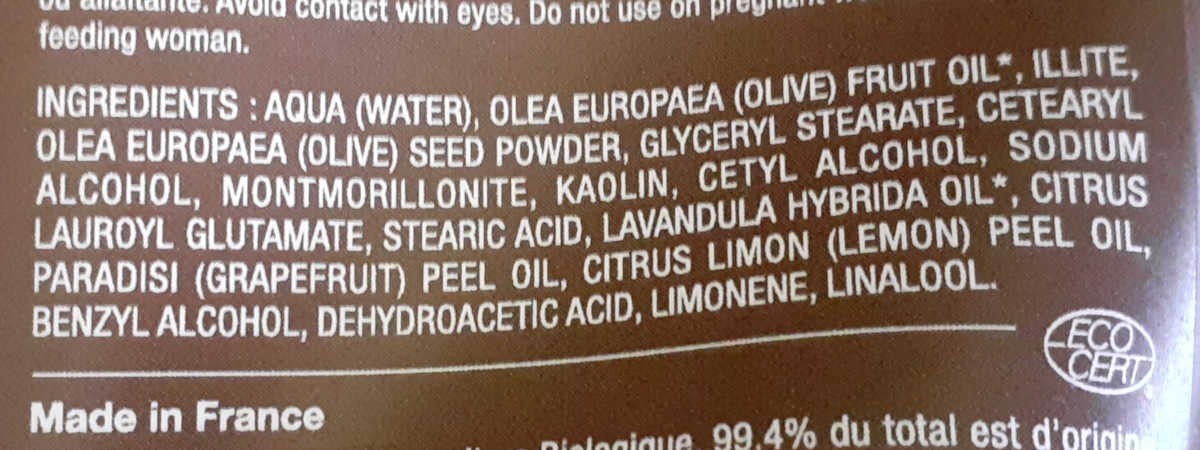 Avoid contact with eyes. Do not use on
feeding woman.
INGREDIENTS : AQUA (WATER), OLEA EUROPAEA (OLIVE) FRUIT OIL*, ILLITE,
OLEA EUROPAEA (OLIVE) SEED POWDER, GLYCERYL STEARATE, CETEARYL
ALCOHOL, MONTMORILLONITE, KAOLIN, CETYL ALCOHOL, SODIUM
LAUROYL GLUTAMATE, STEARIC ACID, LAVANDULA HYBRIDA OIL*, CITRUS
PARADISI (GRAPEFRUIT) PEEL OIL, CITRUS LIMON (LEMON) PEEL OIL,
BENZYL ALCOHOL, DEHYDROACETIC ACID, LIMONENE, LINALOOL.
ECO
CERT
Made in France
Biologique. 99.4% du total est d'origin